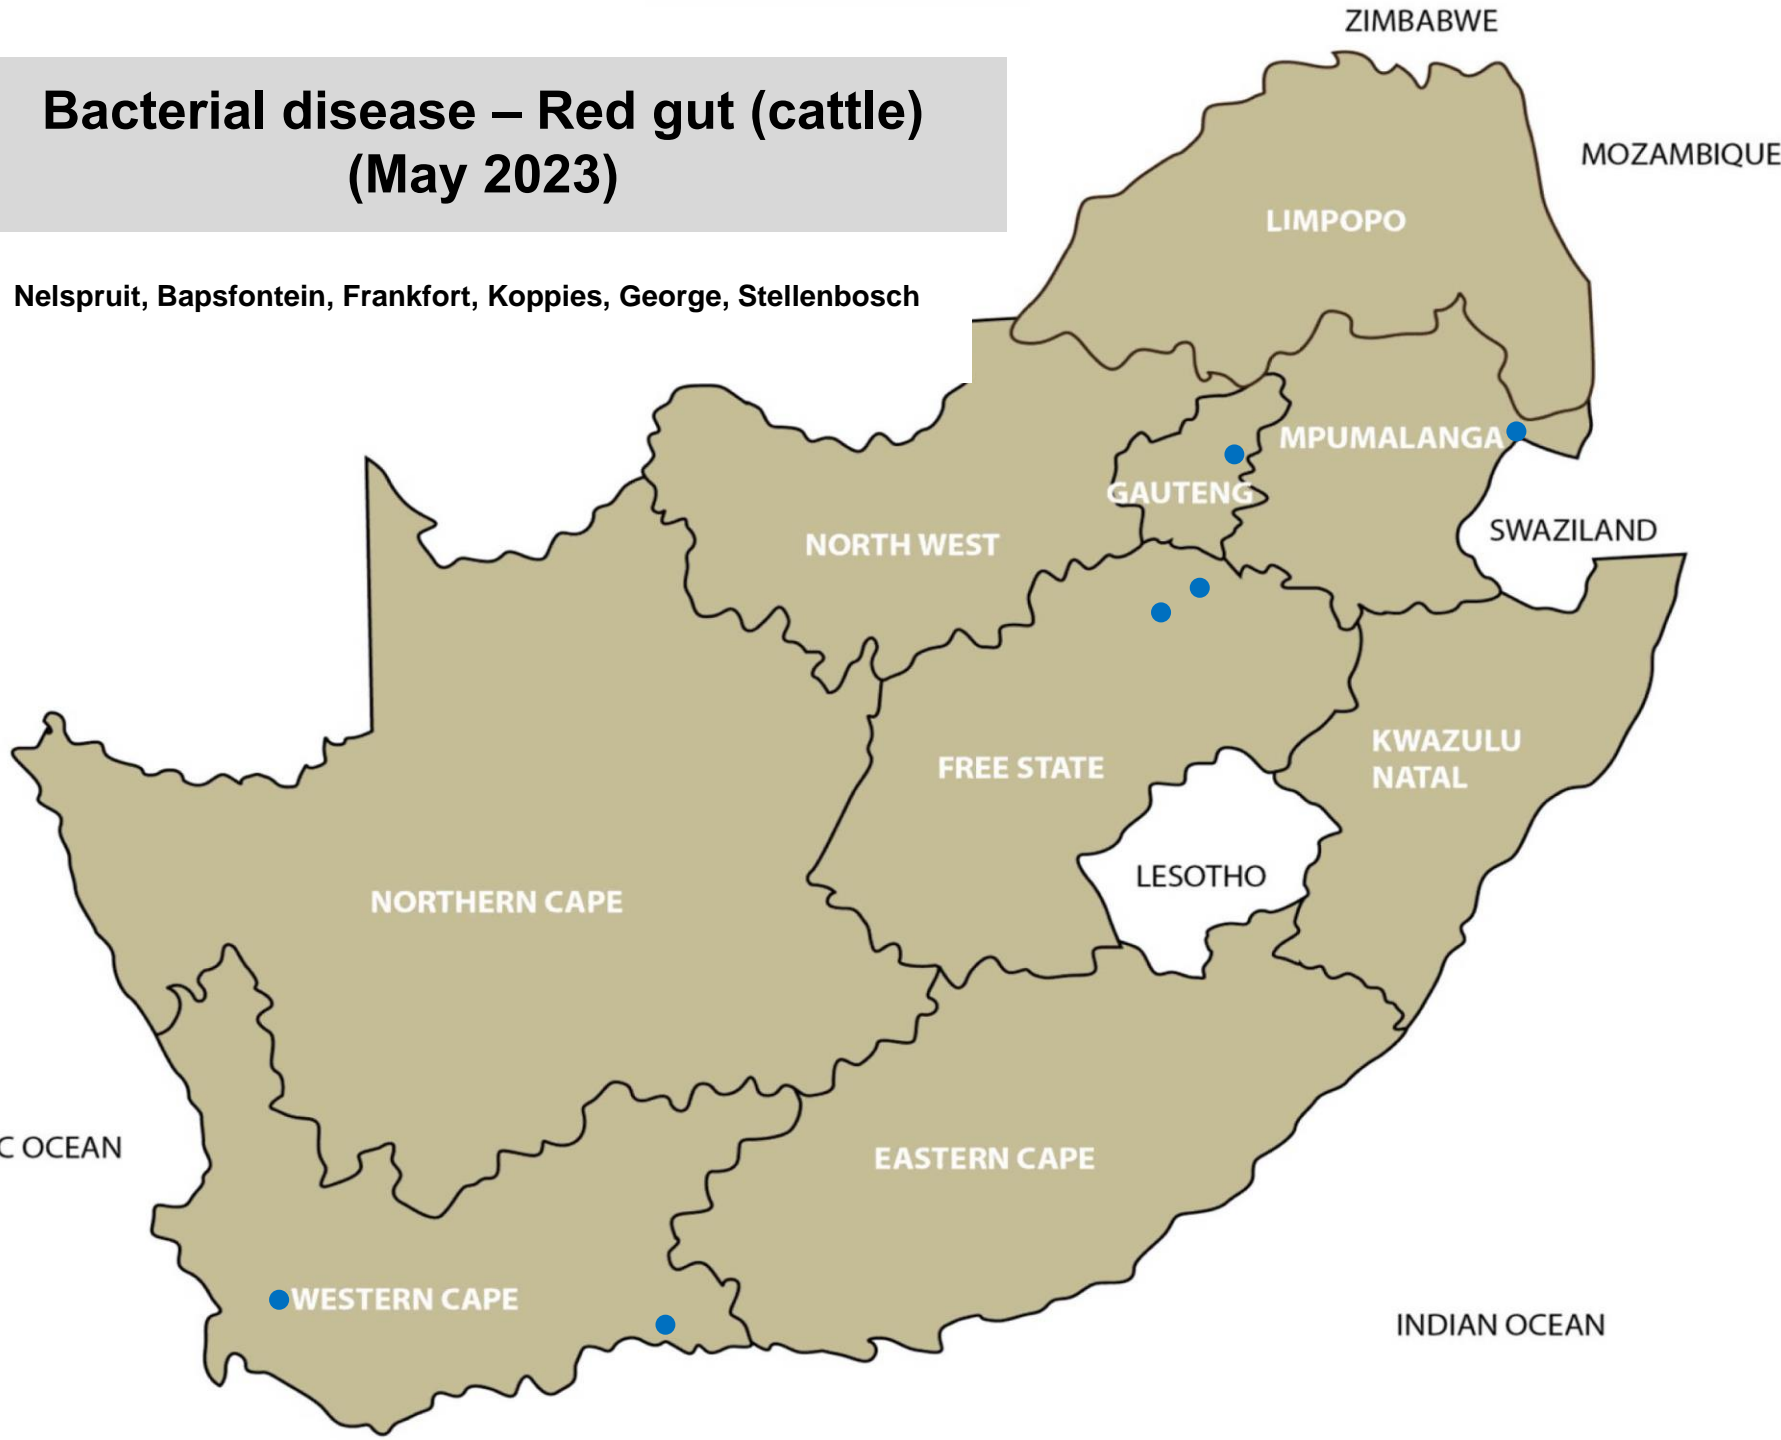 ZIMBABWE
Bacterial disease – Red gut (cattle)
(May 2023)
MOZAMBIQUE
LIMPOPO
Nelspruit, Bapsfontein, Frankfort, Koppies, George, Stellenbosch
MPUMALANGA
GAUTENG
SWAZILAND
NORTH WEST
KWAZULU
NATAL
FREE STATE
LESOTHO
NORTHERN CAPE
C OCEAN
EASTERN CAPE
WESTERN CAPE
INDIAN OCEAN